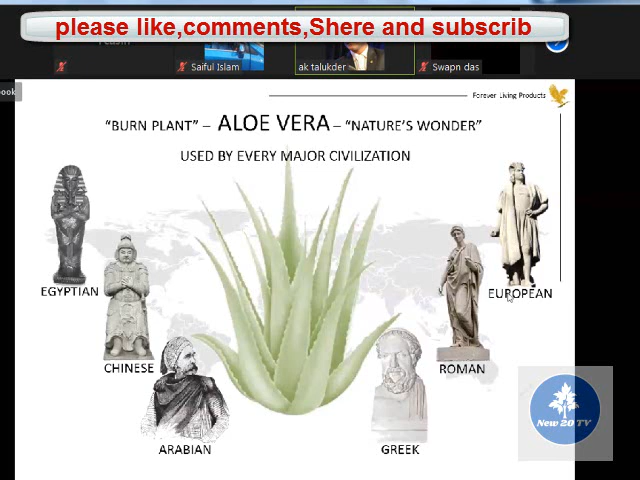 please like,comments,Shere and subscrib
Saiful Islam
ak talukder
Swapn das
ook
Forever Living Products
"BURN PLANT" – ALOE VERA – "NATURE'S WONDER"
USED BY EVERY MAJOR CIVILIZATION
EGYPTIAN
EUROPEAN
CHINESE
ROMAN
ARABIAN
GREEK
New 20 TV